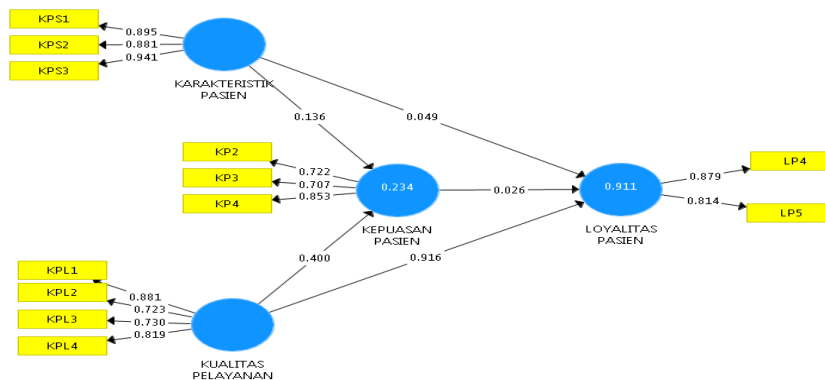 KPS1
KPS2
KPS3
0.895
0.881
0.941
KARAKTERISTIK
PASIEN
0.136
0.049
KP2
KP3
KP4
0.722
0.707
0.853
0.234
KEPUASAN
PASIEN
0.026
0.911
LOYALITAS
PASIEN
0.879
0.814
LP4
LP5
0.400
0.916
KPL1
KPL2
KPL3
KPL4
0.881
0.723
0.730
0.819
KUALITAS
PELAYANAN